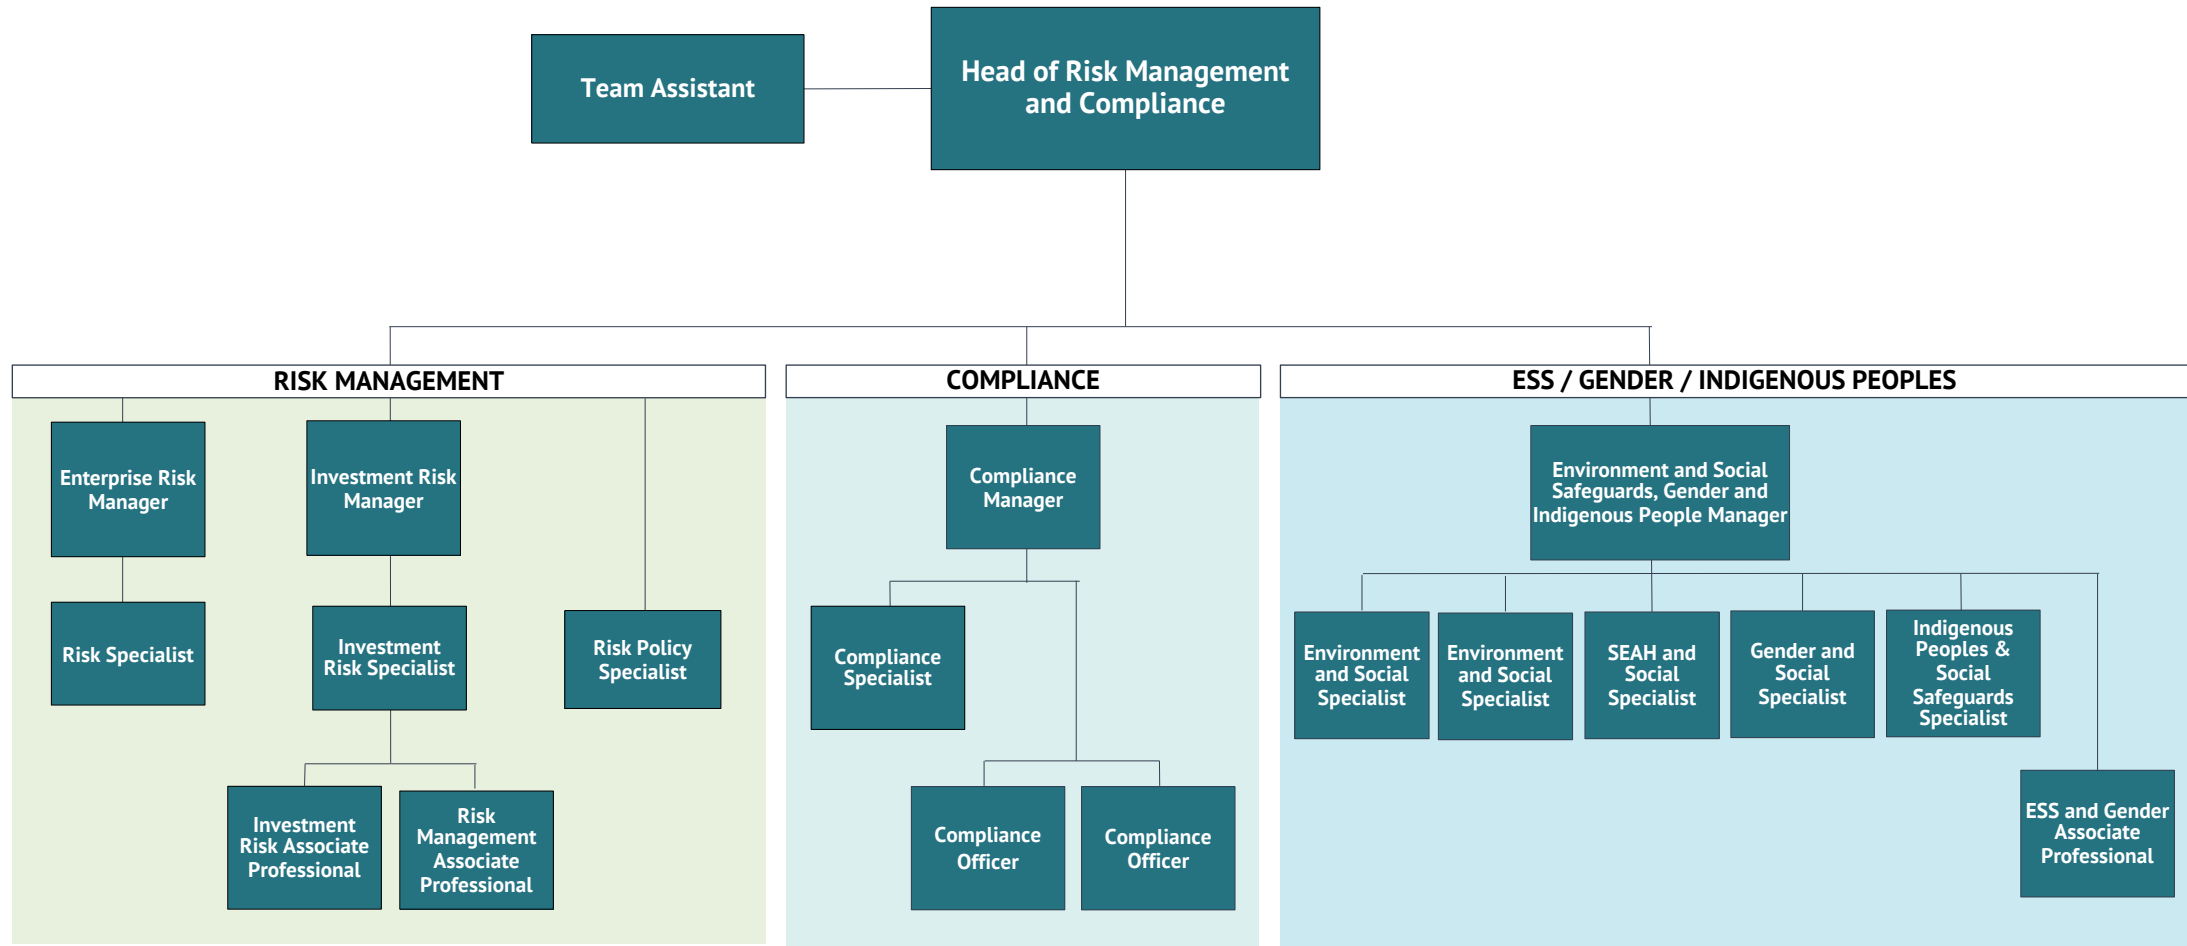 Team Assistant
Head of Risk Management
and Compliance
RISK MANAGEMENT
COMPLIANCE
ESS / GENDER / INDIGENOUS PEOPLES
Enterprise Risk
Manager
Investment Risk
Manager
Risk Specialist
Investment
Risk Specialist
Risk Policy
Specialist
Investment
Risk Associate
Professional
Risk
Management
Associate
Professional
Compliance
Manager
Compliance
Specialist
Compliance
Officer
Compliance
Officer
Environment and Social
Safeguards, Gender and
Indigenous People Manager
Environment
and Social
Specialist
Environment
and Social
Specialist
SEAH and
Social
Specialist
Gender and
Social
Specialist
Indigenous
Peoples &
Social
Safeguards
Specialist
ESS and Gender
Associate
Professional